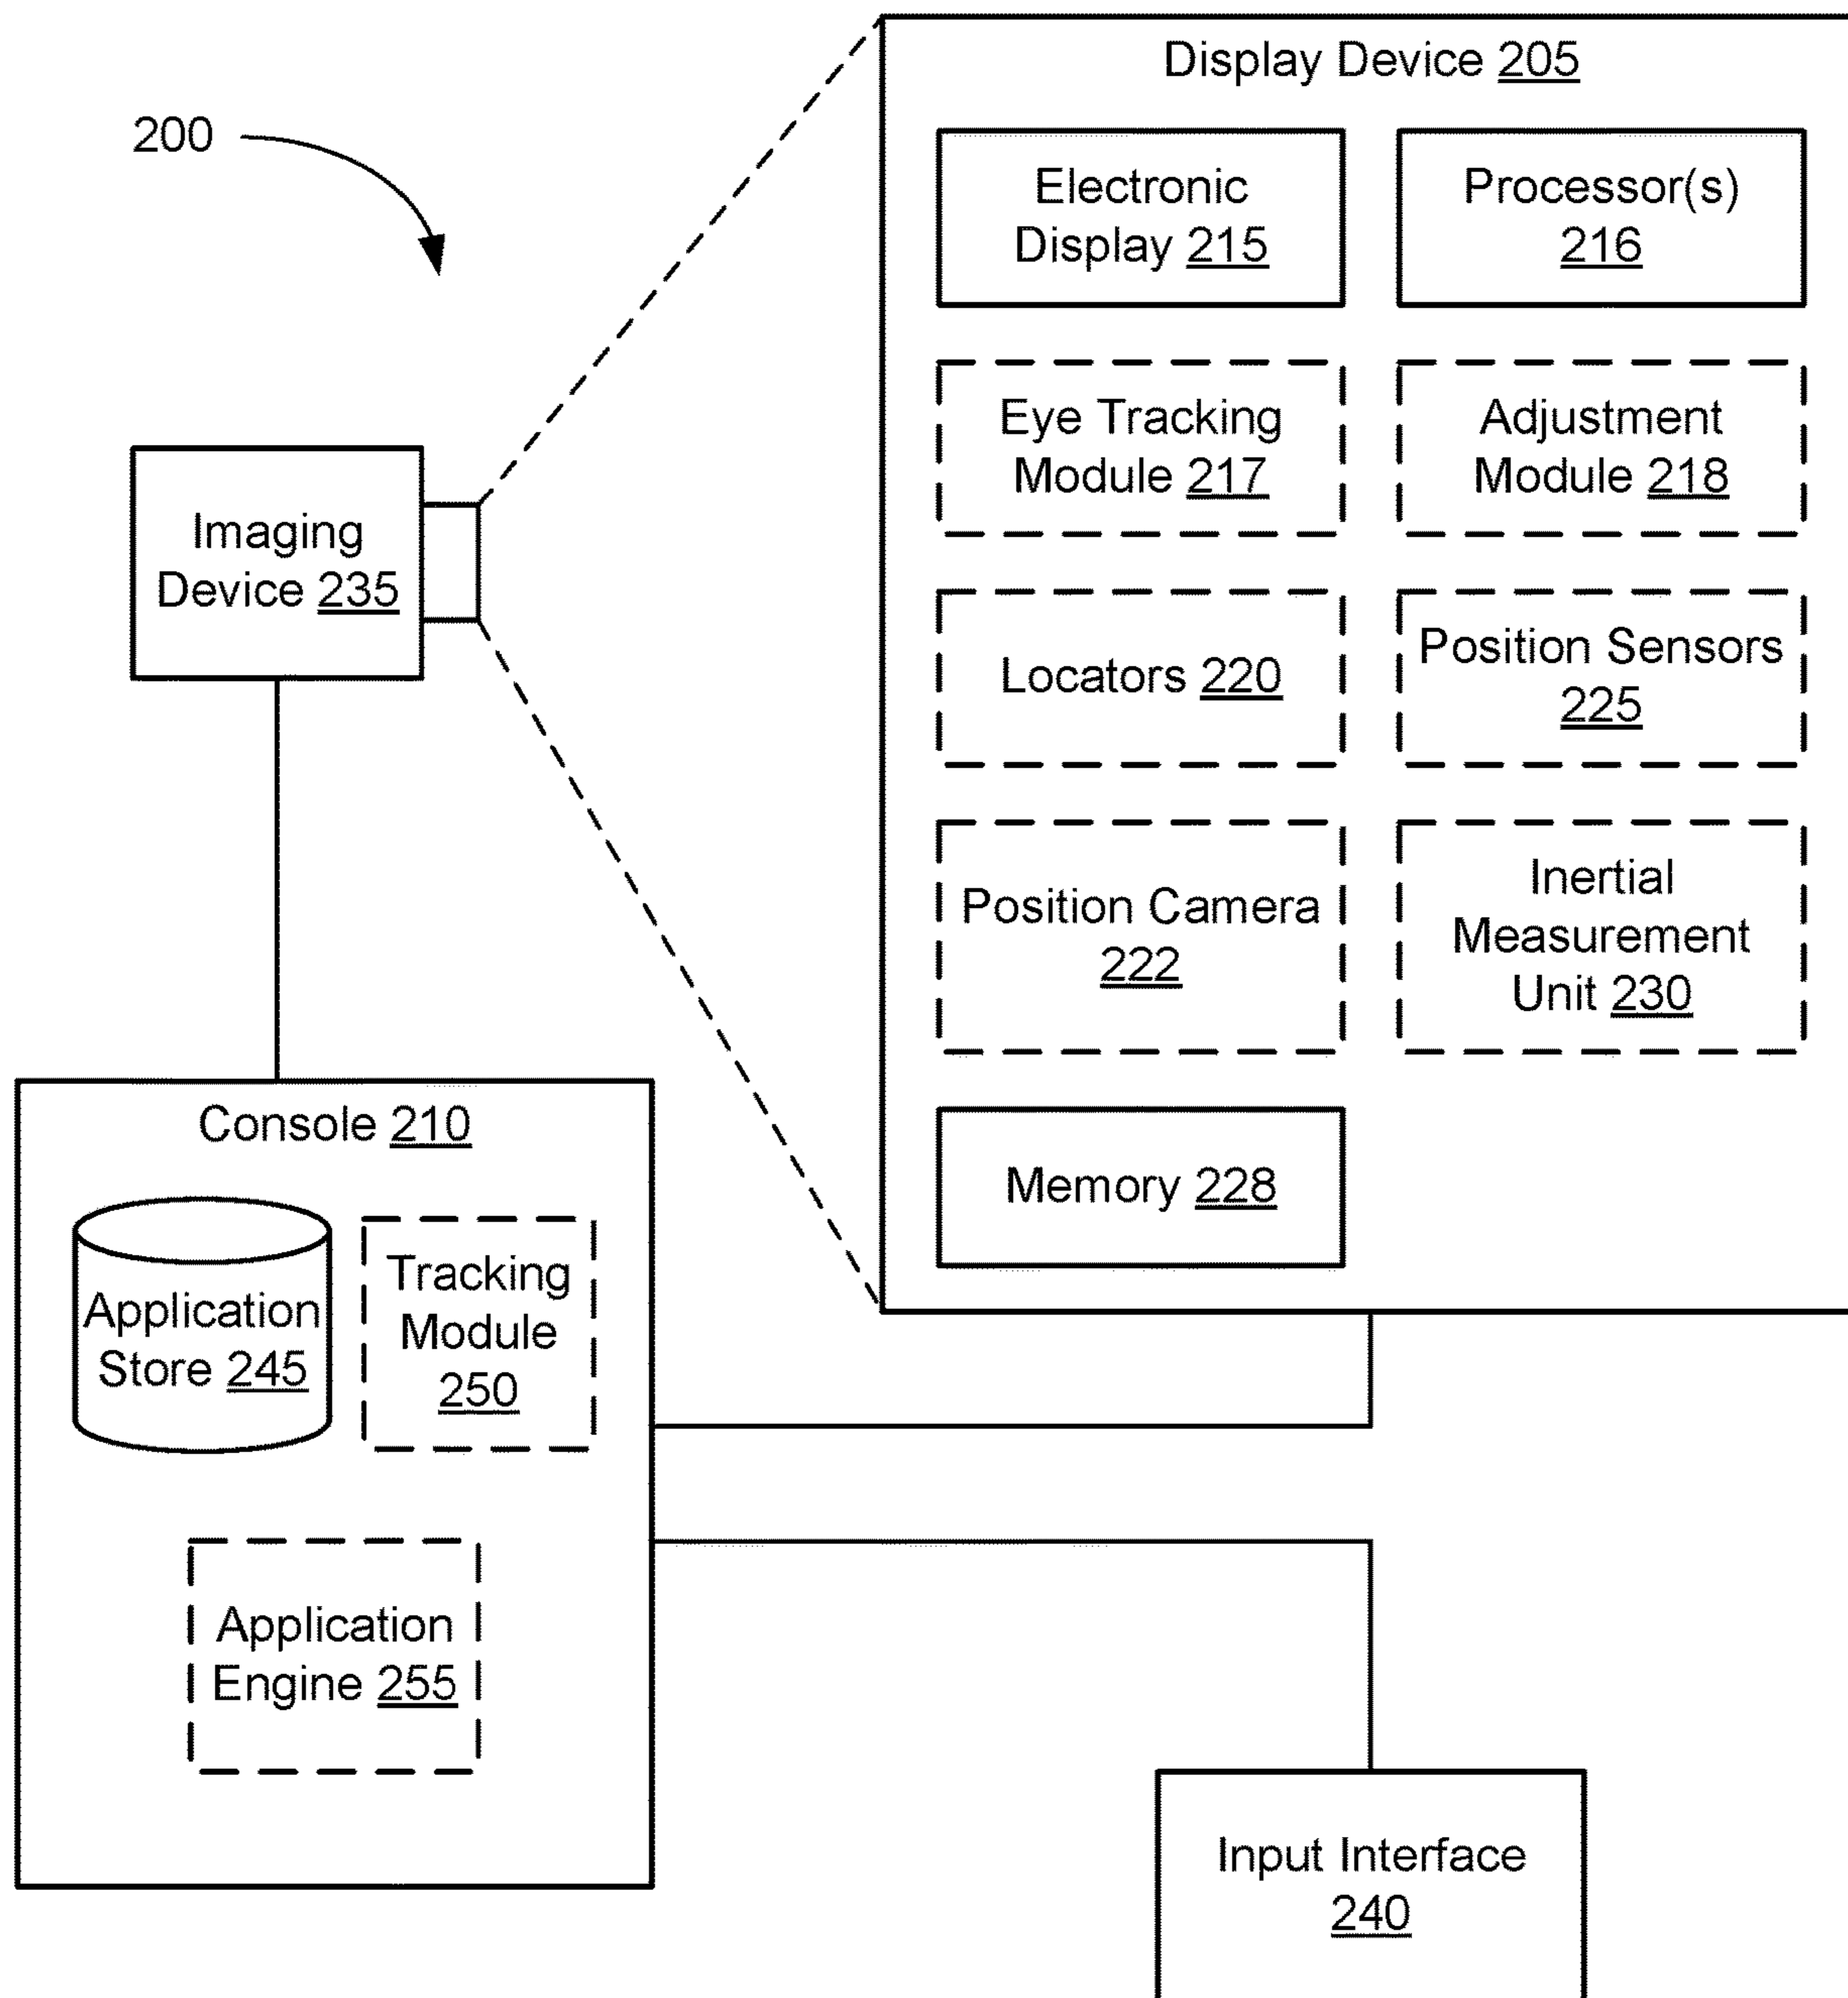 Display Device 205
200
Electronic
Display 215
Processor(s)
216
Eye Tracking
Module 217
Adjustment
Module 218
Imaging
Device 235
Locators 220
Position Sensors
225
Position Camera
222
Inertial
Measurement
Unit 230
Memory 228
Console 210
Application
Store 245
Tracking
Module
250
Application
Engine 255
Input Interface
240